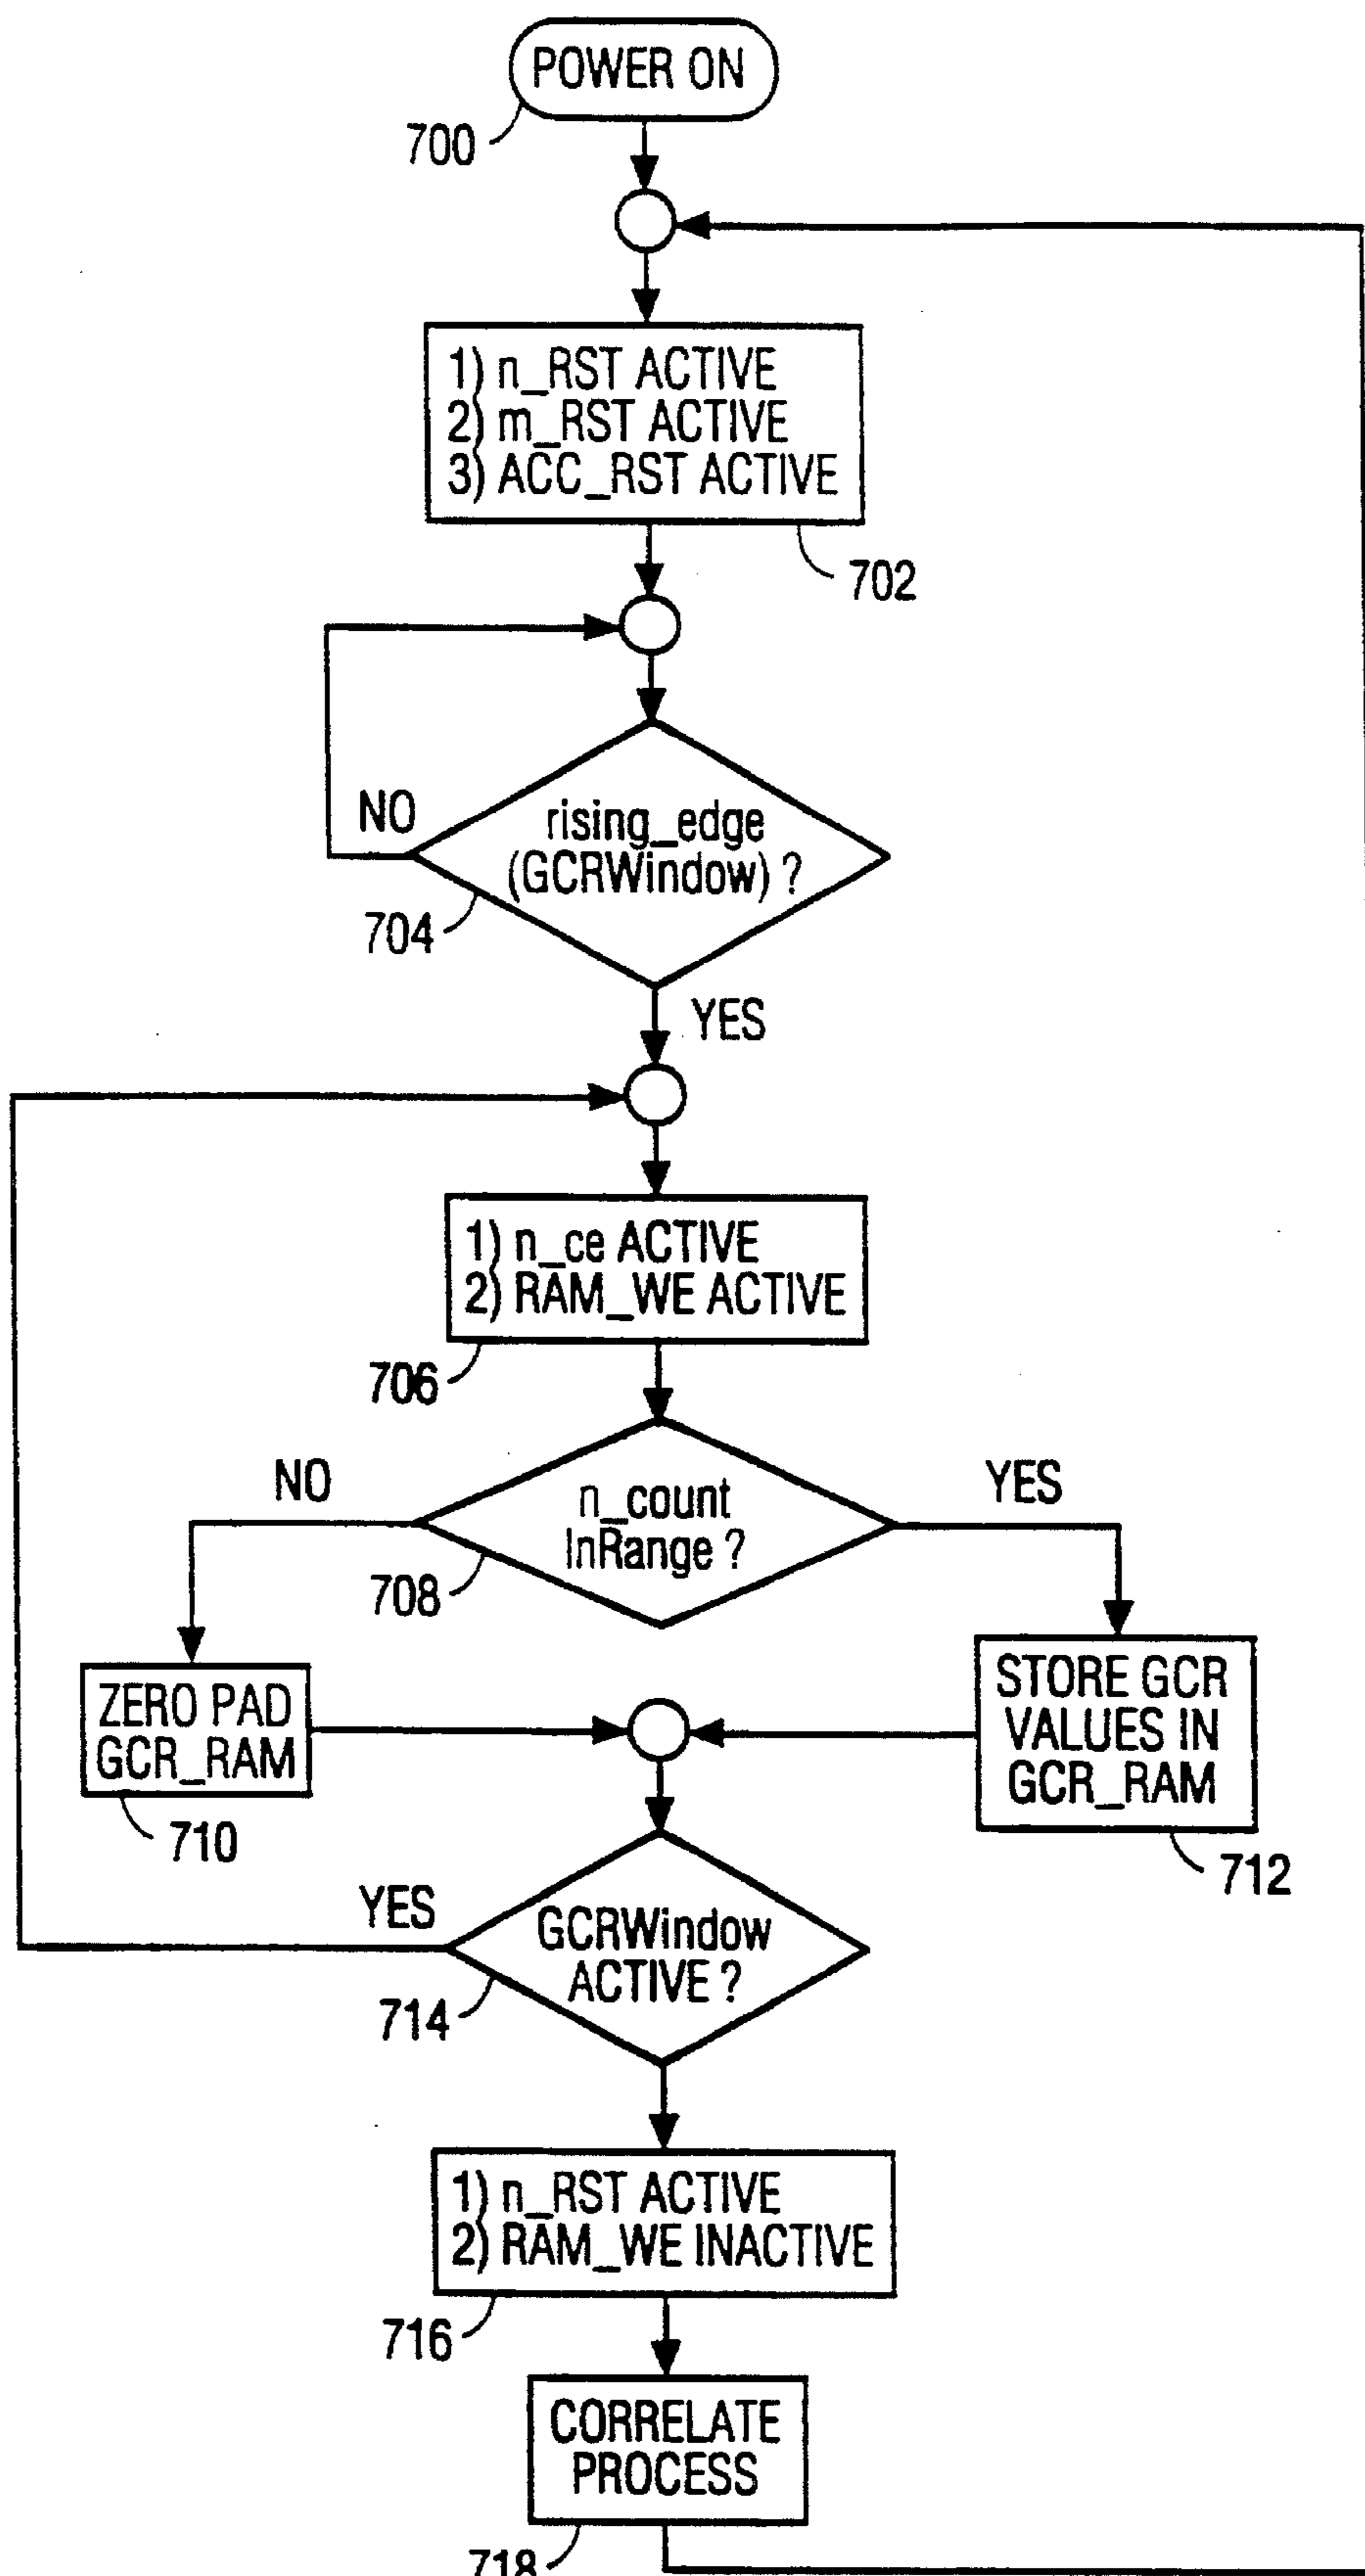 POWER ON
700
1) n_RST ACTIVE
2) m_RST ACTIVE
3) ACC_RST ACTIVE
702
NO
rising_edge
(GCRWindow) ?
704
YES
1) n_ce ACTIVE
2) RAM_WE ACTIVE
706
NO
YES
n_count
InRange ?
708
ZERO PAD
GCR_RAM
710
STORE GCR
VALUES IN
GCR_RAM
712
YES
GCRWindow
ACTIVE ?
714
1) n_RST ACTIVE
2) RAM_WE INACTIVE
716
CORRELATE
PROCESS
718